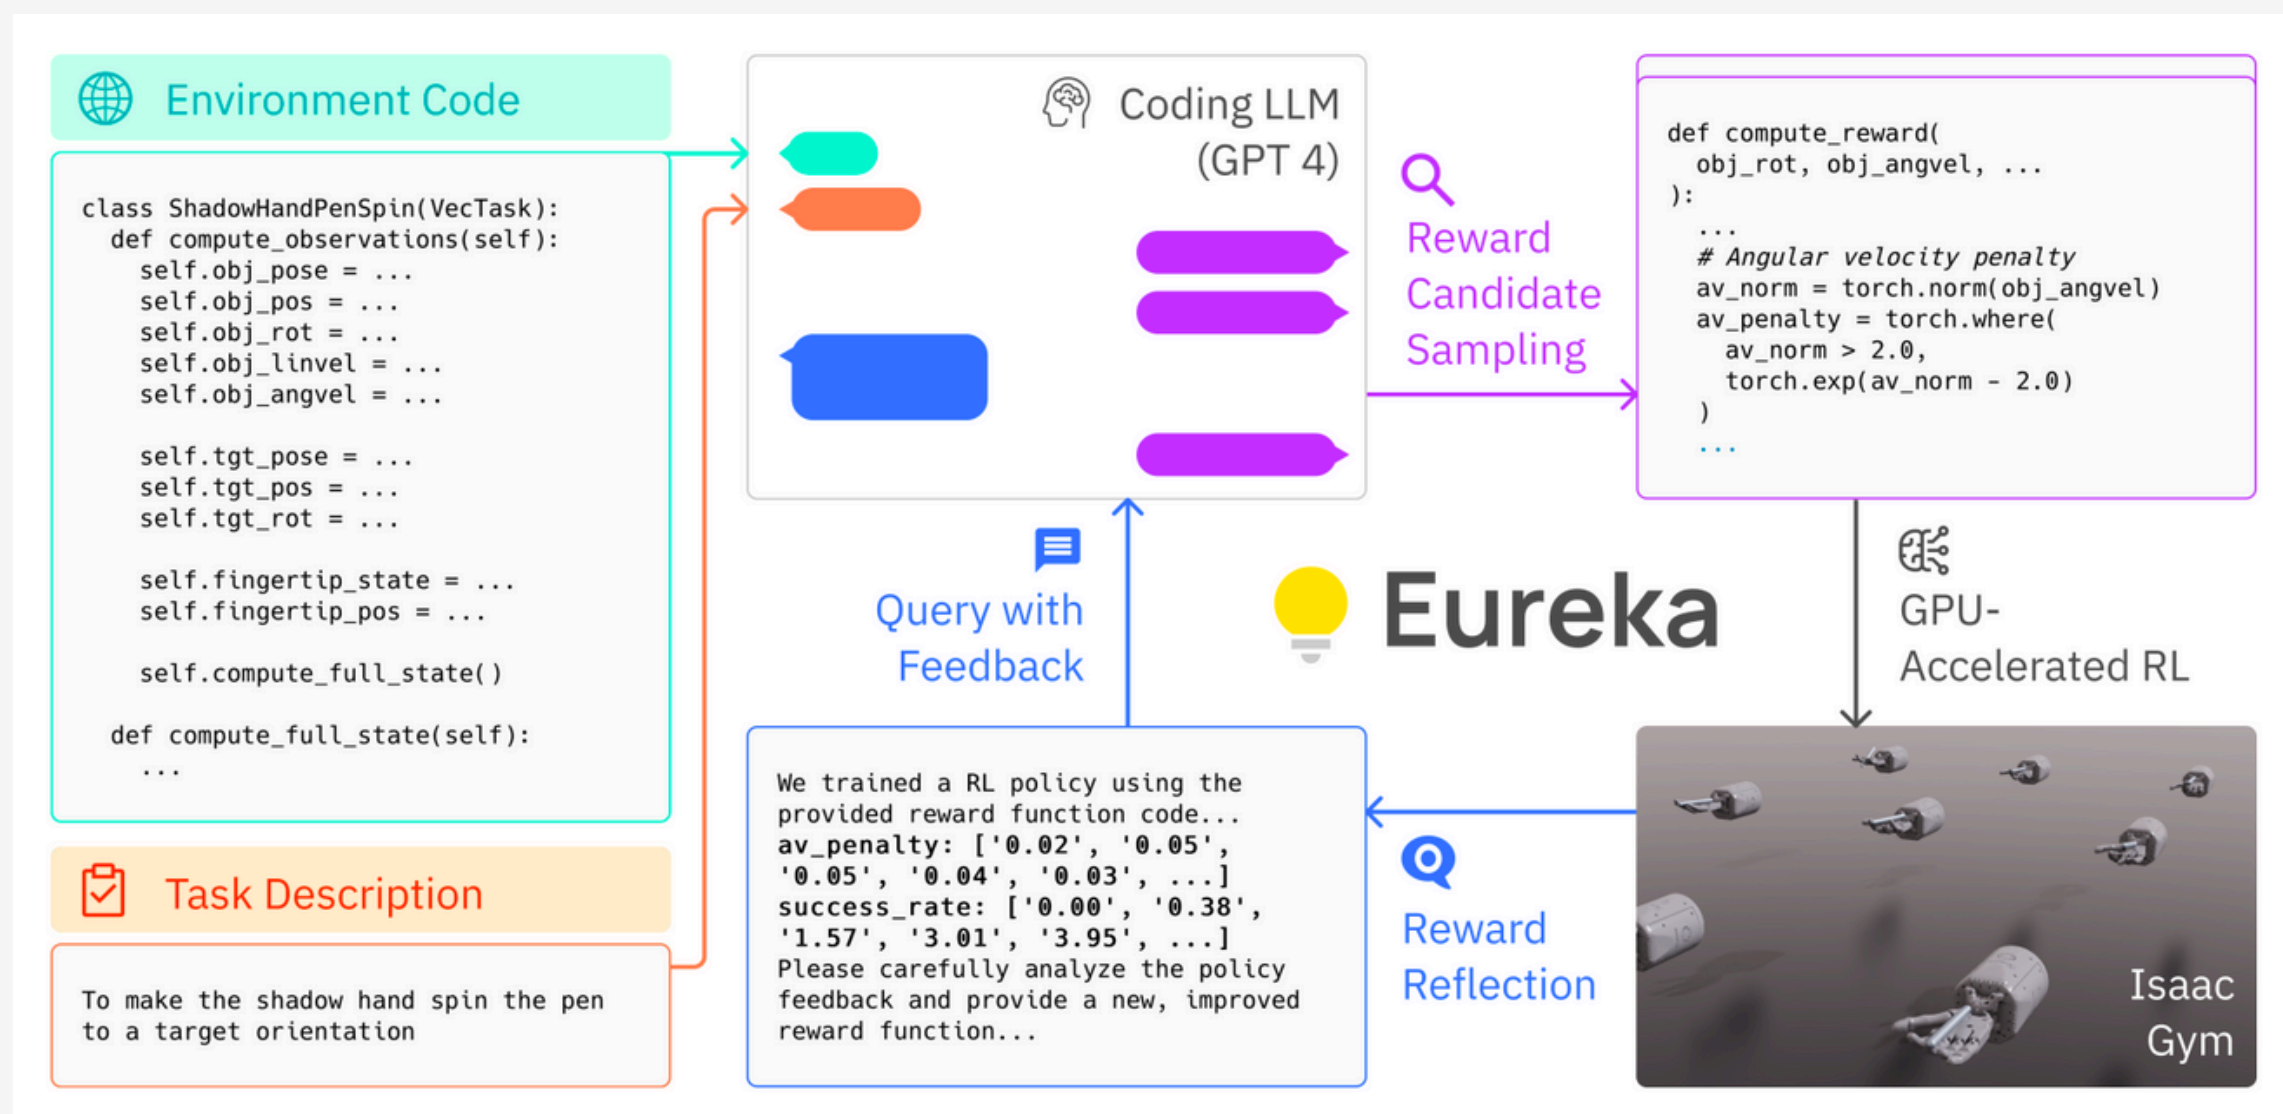 Environment Code
class ShadowHandPenSpin(VecTask):
  def compute_observations(self):
    self.obj_pose = ...
    self.obj_pos = ...
    self.obj_rot = ...
    self.obj_linvel = ...
    self.obj_angvel = ...
    self.tgt_pose = ...
    self.tgt_pos = ...
    self.tgt_rot = ...
    self.fingertip_state = ...
    self.fingertip_pos = ...
    self.compute_full_state()
  def compute_full_state(self):
    ...
Task Description
To make the shadow hand spin the pen
to a target orientation
Coding LLM
(GPT 4)
Reward
Candidate
Sampling
def compute_reward(
  obj_rot, obj_angvel, ...
):
  ...
  # Angular velocity penalty
  av_norm = torch.norm(obj_angvel)
  av_penalty = torch.where(
    av_norm > 2.0,
    torch.exp(av_norm - 2.0)
  )
  ...
Query with
Feedback
Eureka
GPU-
Accelerated RL
We trained a RL policy using the
provided reward function code...
av_penalty: ['0.02', '0.05',
'0.05', '0.04', '0.03', ...]
success_rate: ['0.00', '0.38',
'1.57', '3.01', '3.95', ...]
Please carefully analyze the policy
feedback and provide a new, improved
reward function...
Reward
Reflection
Isaac
Gym